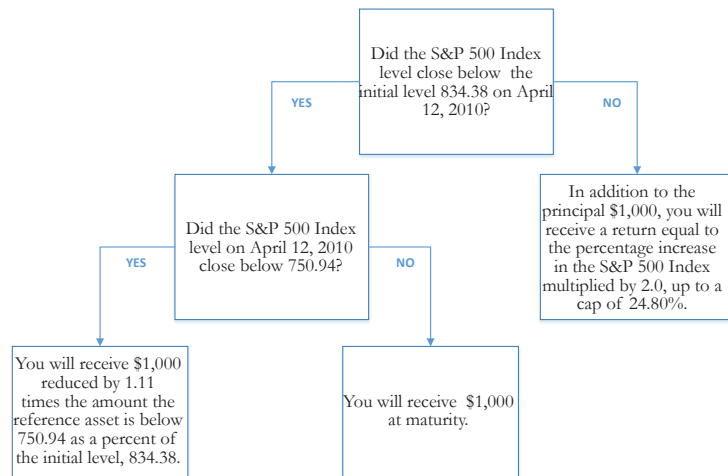 Did the S&P 500 Index
level close below the
initial level 834.38 on April
12, 2010?
YES
NO
Did the S&P 500 Index
level on April 12, 2010
close below 750.94?
In addition to the
principal $1,000, you will
receive a return equal to
the percentage increase
in the S&P 500 Index
multiplied by 2.0, up to a
cap of 24.80%.
YES
NO
You will receive $1,000
reduced by 1.11
times the amount the
reference asset is below
750.94 as a percent of
the initial level, 834.38.
You will receive $1,000
at maturity.